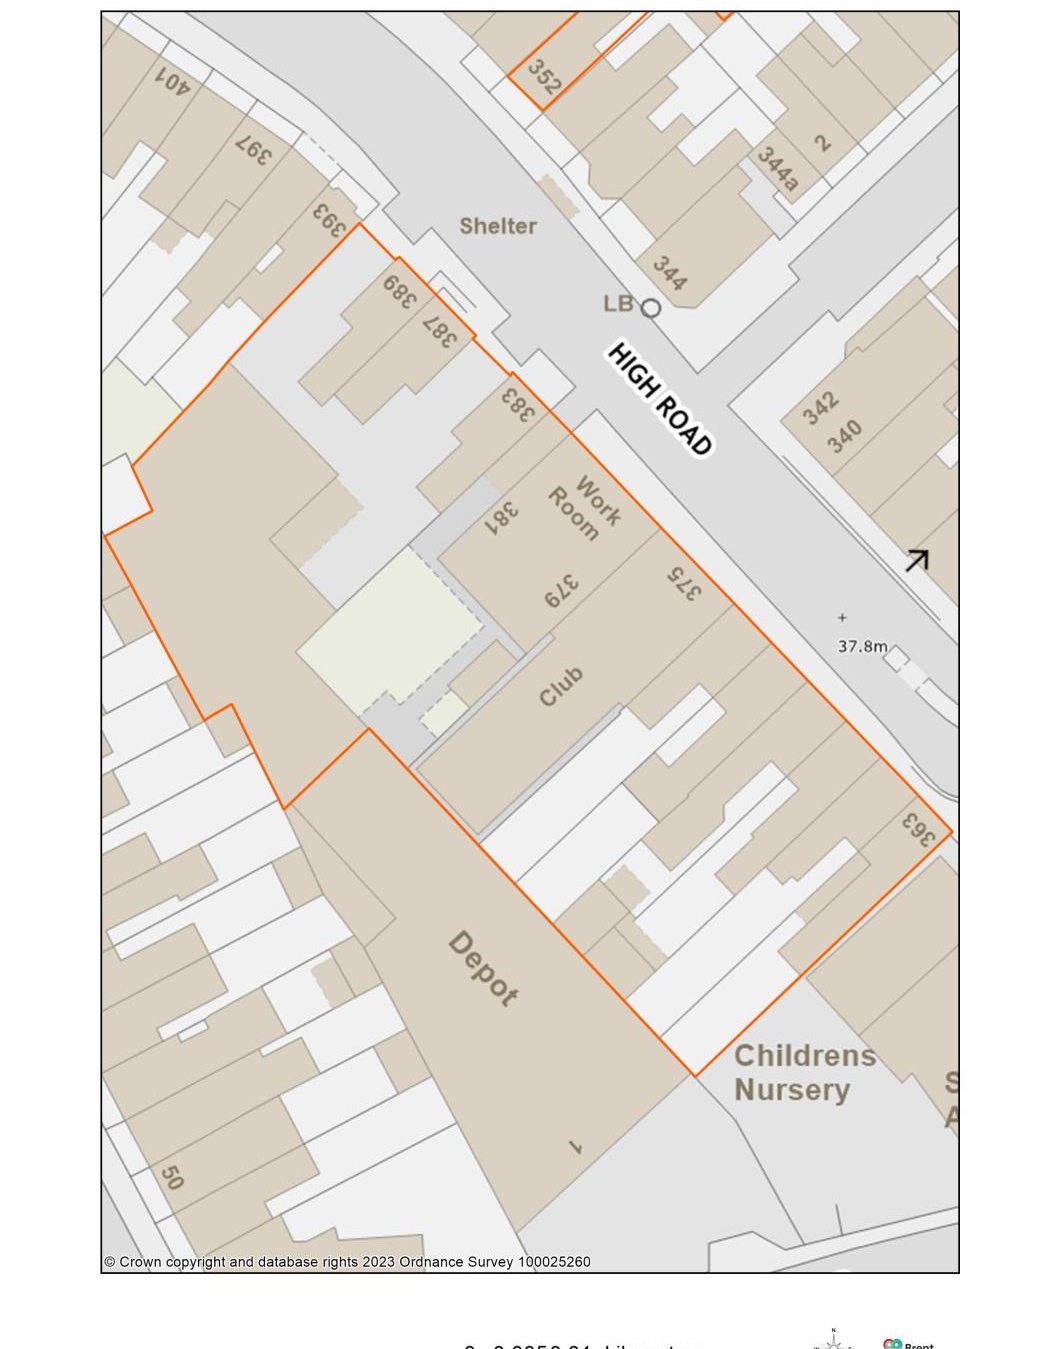 352
401
397
2
344a
393
Shelter
344
389
LB
387
HIGH ROAD
383
342
340
Work
Room
381
375
379
37.8m
Club
363
Depot
Childrens
Nursery
S
A
1
50
© Crown copyright and database rights 2023 Ordnance Survey 100025260
N
Brent